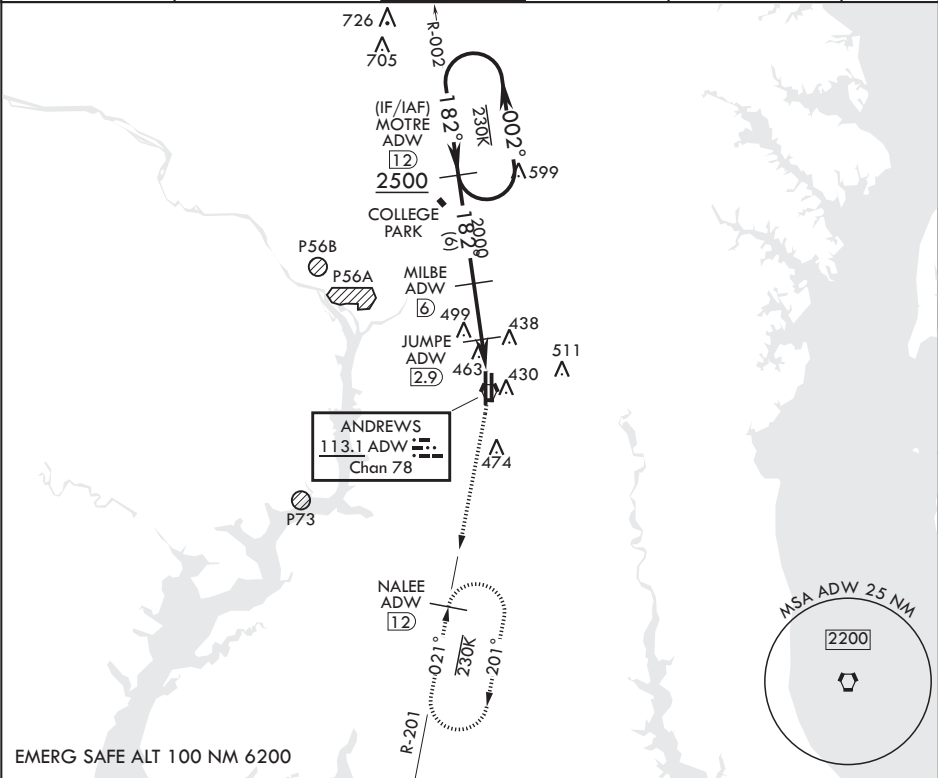 726
705
R-002
(IF/IAF)
MOTRE
ADW
12
2500
182°
230K
002°
599
COLLEGE
PARK
182°
2000
(6)
P56B
P56A
MILBE
ADW
6
499
438
JUMPE
ADW
2.9
463
511
430
ANDREWS
113.1 ADW
Chan 78
474
P73
NALEE
ADW
12
021°
230K
201°
R-201
MSA ADW 25 NM
2200
EMERG SAFE ALT 100 NM 6200